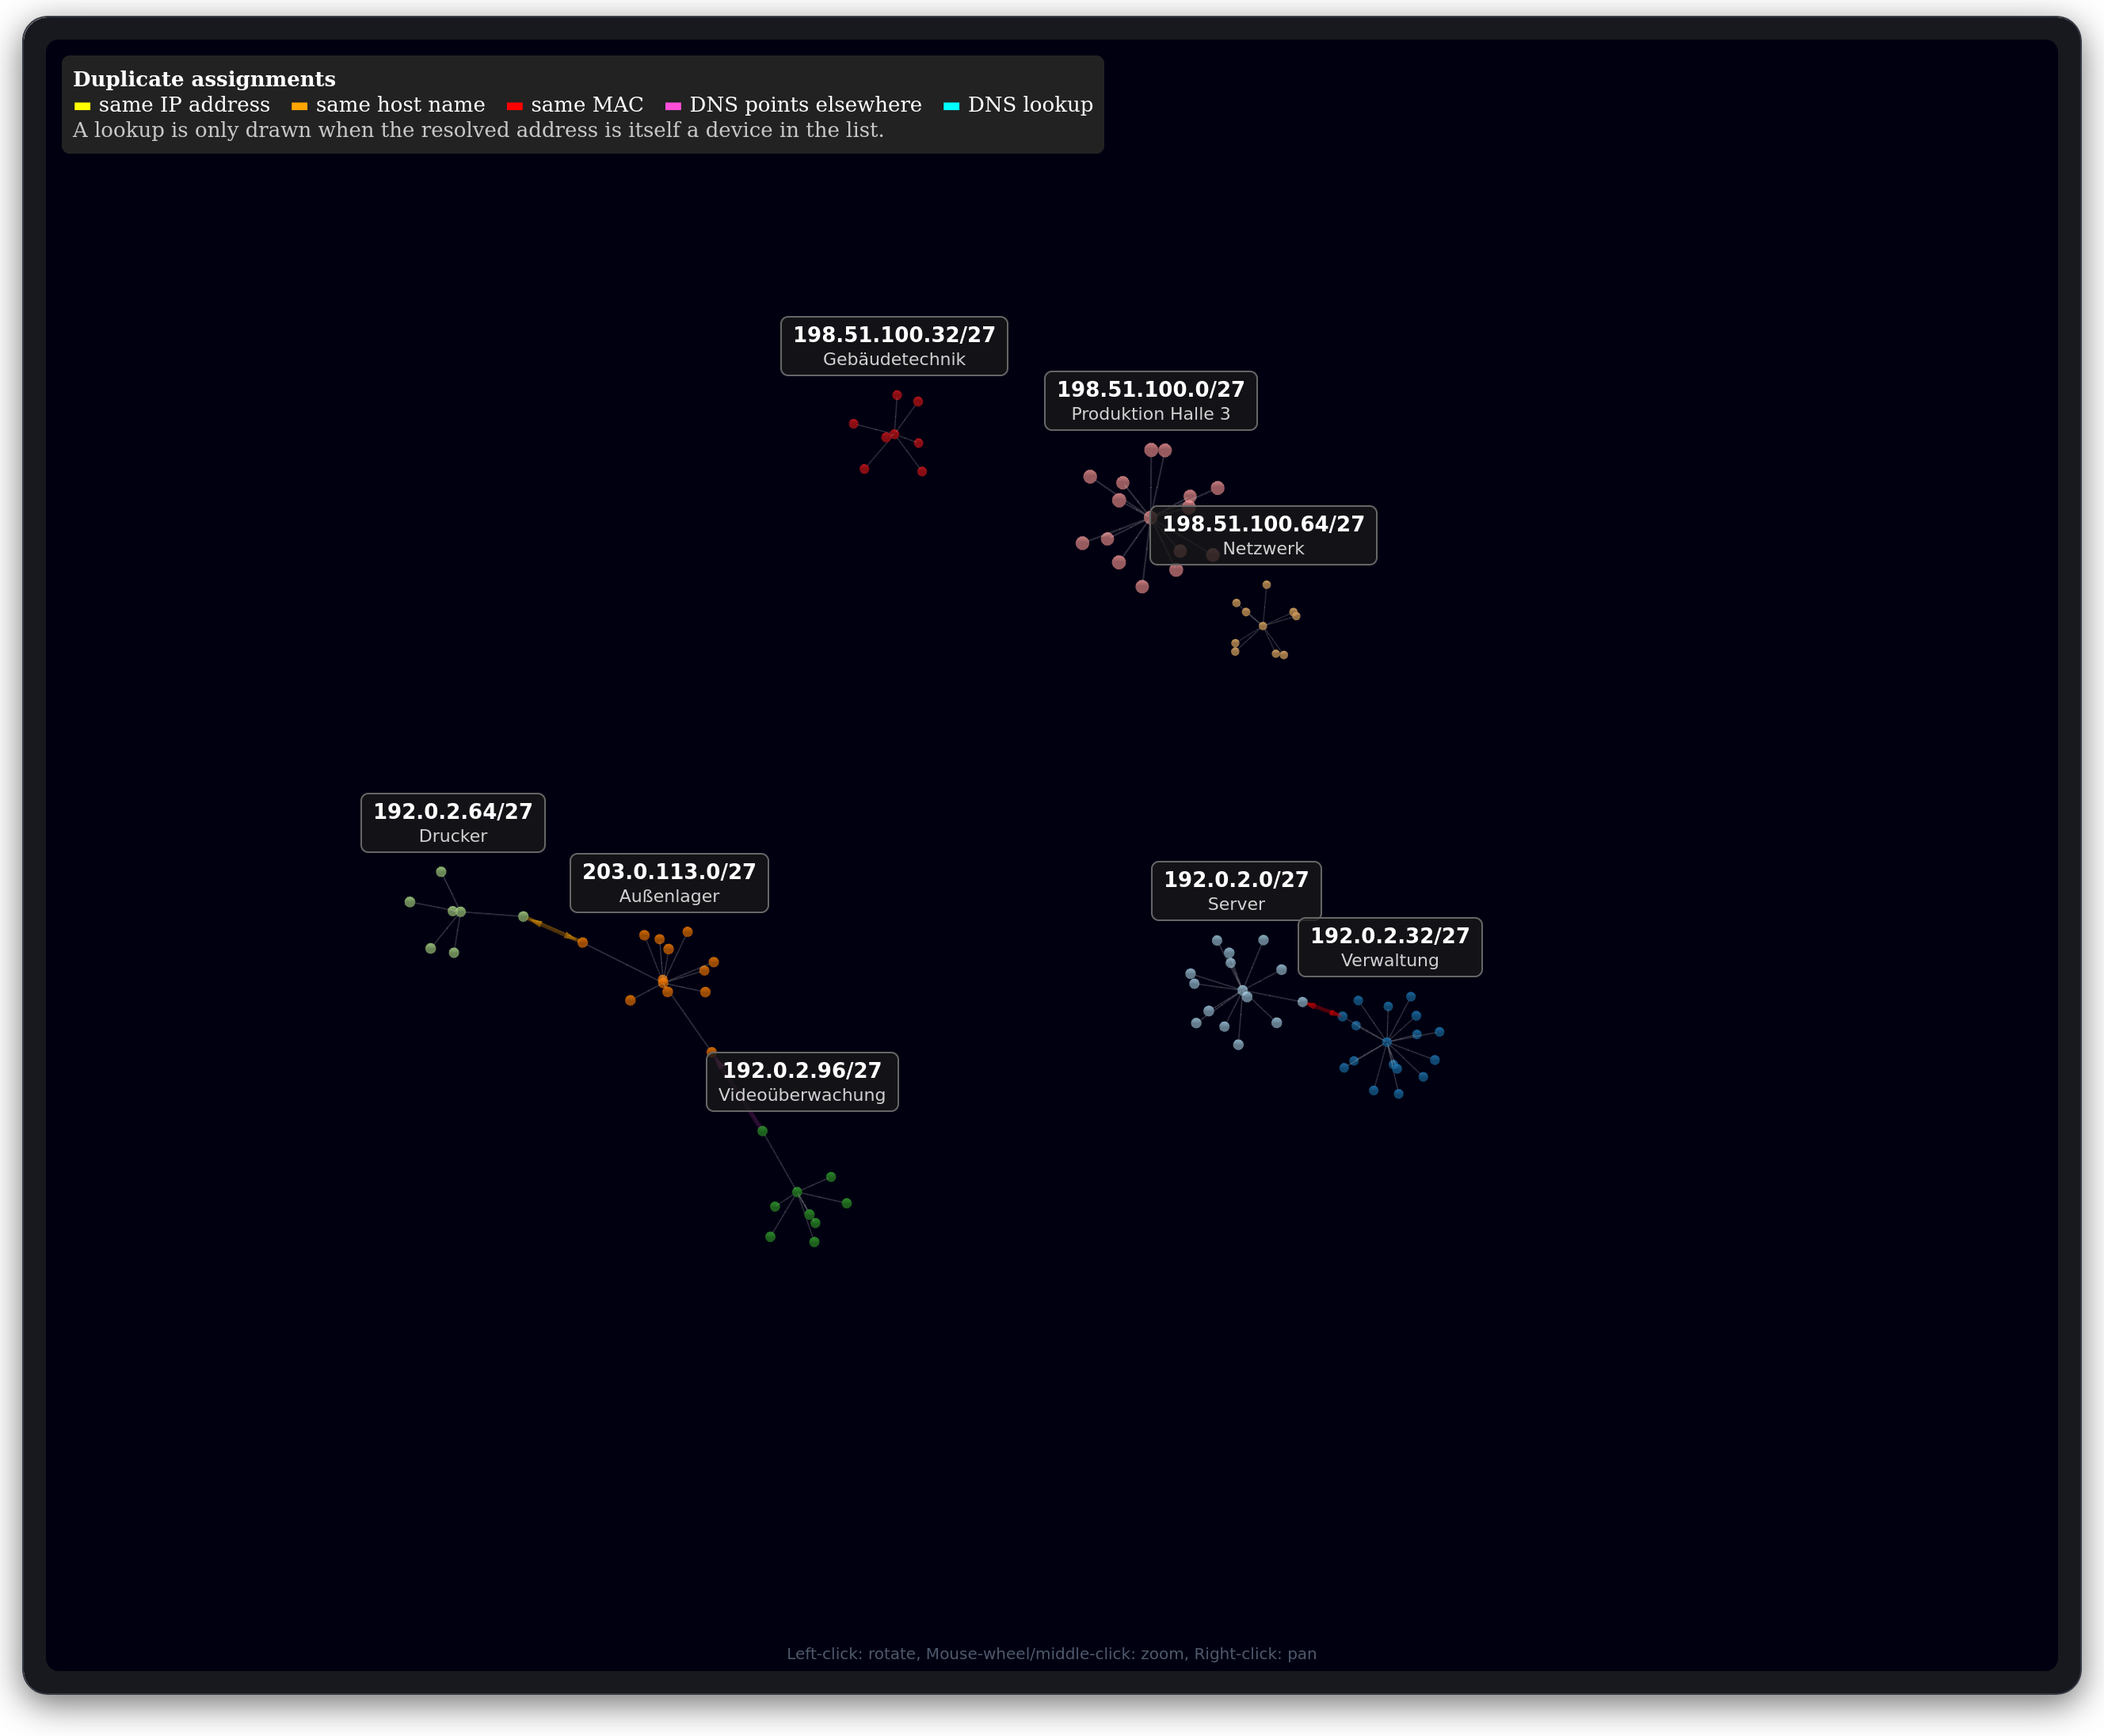 Duplicate assignments
same IP address same host name same MAC DNS points elsewhere DNS lookup
A lookup is only drawn when the resolved address is itself a device in the list.
198.51.100.32/27
Gebäudetechnik
198.51.100.0/27
Produktion Halle 3
198.51.100.64/27
Netzwerk
192.0.2.64/27
Drucker
203.0.113.0/27
Außenlager
192.0.2.0/27
Server
192.0.2.32/27
Verwaltung
192.0.2.96/27
Videoüberwachung
Left-click: rotate, Mouse-wheel/middle-click: zoom, Right-click: pan